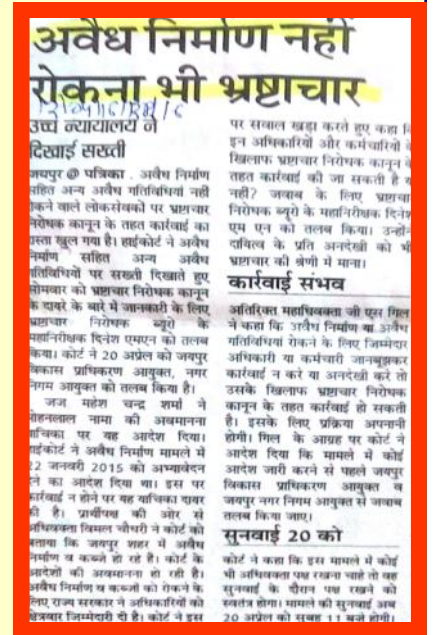 अवैध निर्माण नहीं
रोकना भी भ्रष्टाचार
उच्च न्यायालय ने
दिखाई सख्ती
जयपुर @ पत्रिका . अवैध निर्माण
सहित अन्य अवैध गतिविधियां नहीं
रोकने वाले लोकसेवकों पर भ्रष्टाचार
निरोधक कानून के तहत कार्रवाई का
रास्ता खुल गया है। हाईकोर्ट ने अवैध
निर्माण सहित अन्य अवैध
गतिविधियों पर सख्ती दिखाते हुए
सोमवार को भ्रष्टाचार निरोधक कानून
के दायरे के बारे में जानकारी के लिए
भ्रष्टाचार निरोधक ब्यूरो के
महानिरीक्षक दिनेश एमएन को तलब
किया। कोर्ट ने 20 अप्रेल को जयपुर
विकास प्राधिकरण आयुक्त, नगर
निगम आयुक्त को तलब किया है।
जज महेश चन्द्र शर्मा ने
मोहनलाल नामा की अवमानना
याचिका पर यह आदेश दिया।
हाईकोर्ट ने अवैध निर्माण मामले में
22 जनवरी 2015 को अभ्यावेदन
देने का आदेश दिया था। इस पर
कार्रवाई न होने पर यह याचिका दायर
की है। प्रार्थीपक्ष की ओर से
अधिवक्ता विमल चौधरी ने कोर्ट को
बताया कि जयपुर शहर में अवैध
निर्माण व कब्जे हो रहे हैं। कोर्ट के
आदेशों की अवमानना हो रही है।
अवैध निर्माण व कब्जों को रोकने के
लिए राज्य सरकार ने अधिकारियों को
क्षेत्रवार जिम्मेदारी दी है। कोर्ट ने इस
पर सवाल खड़ा करते हुए कहा कि
इन अधिकारियों और कर्मचारियों के
खिलाफ भ्रष्टाचार निरोधक कानून के
तहत कार्रवाई की जा सकती है या
नहीं? जवाब के लिए भ्रष्टाचार
निरोधक ब्यूरो के महानिरीक्षक दिनेश
एम एन को तलब किया। उन्होंने
दायित्व के प्रति अनदेखी को भी
भ्रष्टाचार की श्रेणी में माना।
कार्रवाई संभव
अतिरिक्त महाधिवक्ता जी एस गिल
ने कहा कि अवैध निर्माण या अवैध
गतिविधियां रोकने के लिए जिम्मेदार
अधिकारी या कर्मचारी जानबूझकर
कार्रवाई न करे या अनदेखी करे तो
उसके खिलाफ भ्रष्टाचार निरोधक
कानून के तहत कार्रवाई हो सकती
है। इसके लिए प्रक्रिया अपनानी
होगी। गिल के आग्रह पर कोर्ट ने
आदेश दिया कि मामले में कोई
आदेश जारी करने से पहले जयपुर
विकास प्राधिकरण आयुक्त व
जयपुर नगर निगम आयुक्त से जवाब
तलब किया जाए।
सुनवाई 20 को
कोर्ट ने कहा कि इस मामले में कोई
भी अधिवक्ता पक्ष रखना चाहे तो वह
सुनवाई के दौरान पक्ष रखने को
स्वतंत्र होगा। मामले की सुनवाई अब
20 अप्रेल को सुबह 11 बजे होगी।